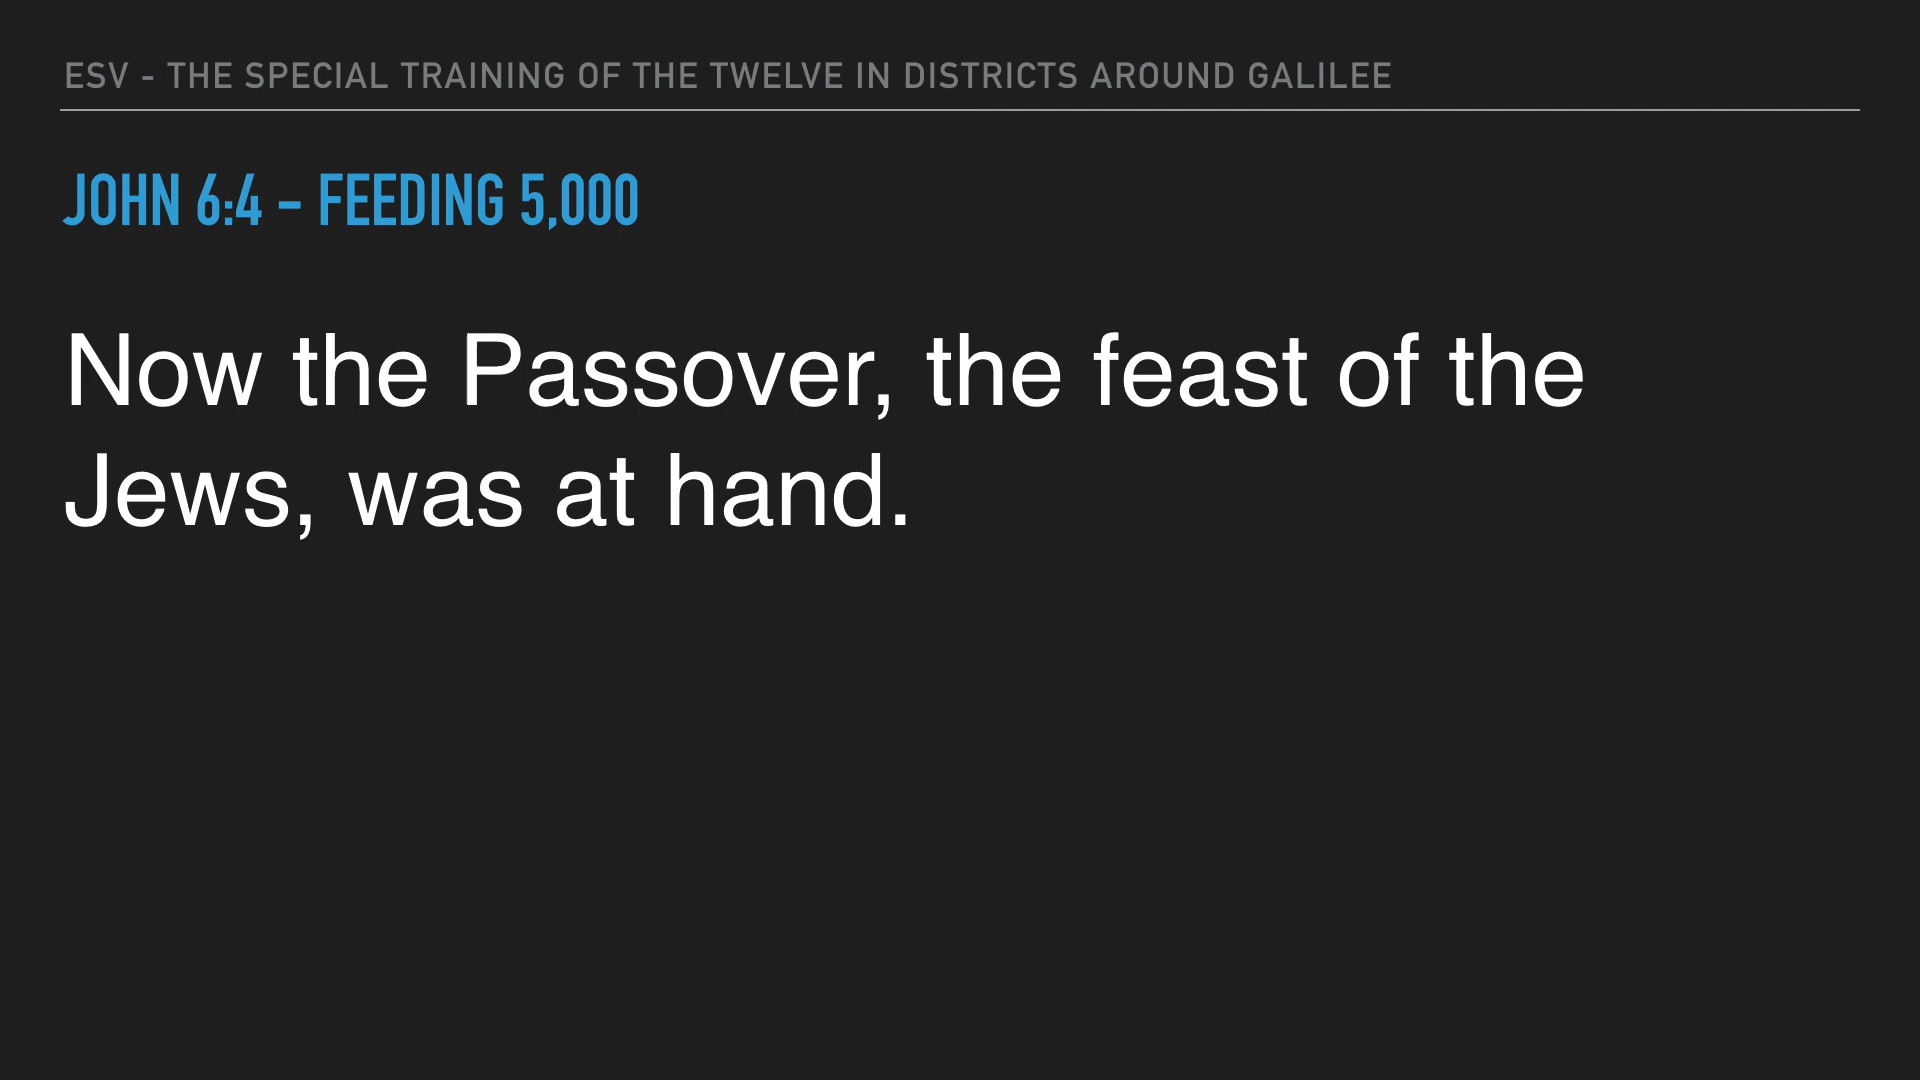 ESV - THE SPECIAL TRAINING OF THE TWELVE IN DISTRICTS AROUND GALILEE
JOHN 6:4 - FEEDING 5,000
Now the Passover, the feast of the
Jews, was at hand.